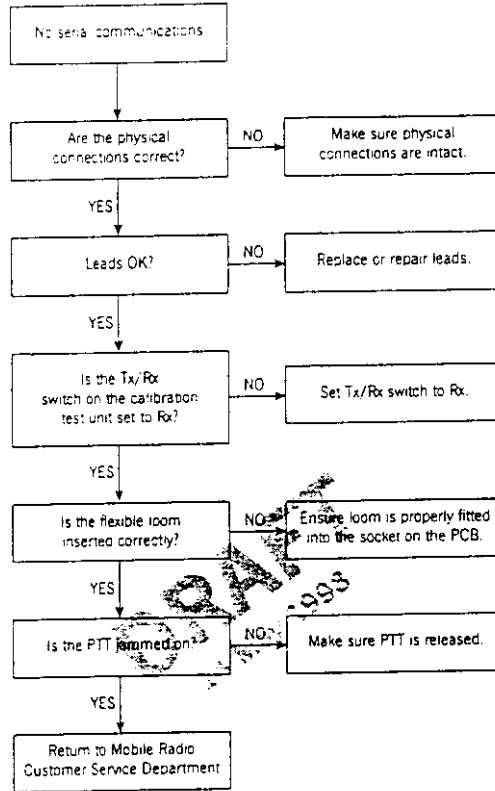 No serial communications
Are the physical
connections correct?
NO
Make sure physical
connections are intact.
YES
Leads OK?
NO
Replace or repair leads.
YES
Is the Tx/Rx
switch on the calibration
test unit set to Rx?
NO
Set Tx/Rx switch to Rx.
YES
Is the flexible loom
inserted correctly?
NO
Ensure loom is properly fitted
into the socket on the PCB.
YES
Is the PTT jammed on?
NO
Make sure PTT is released.
YES
Return to Mobile Radio
Customer Service Department
DRAFT
1993